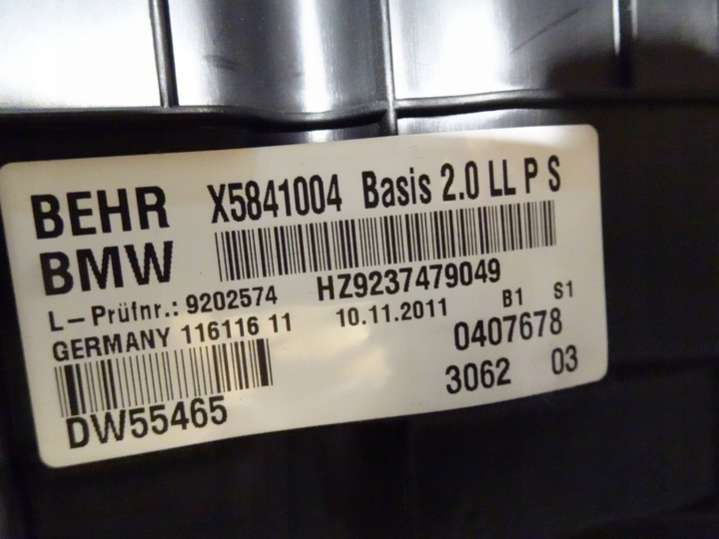 BEHR X5841004 Basis 2.0 LL P S
BMW
HZ9237479049
L-Prüfnr.: 9202574 10.11.2011 B1 S1
GERMANY 116116 11 0407678
3062 03
DW55465